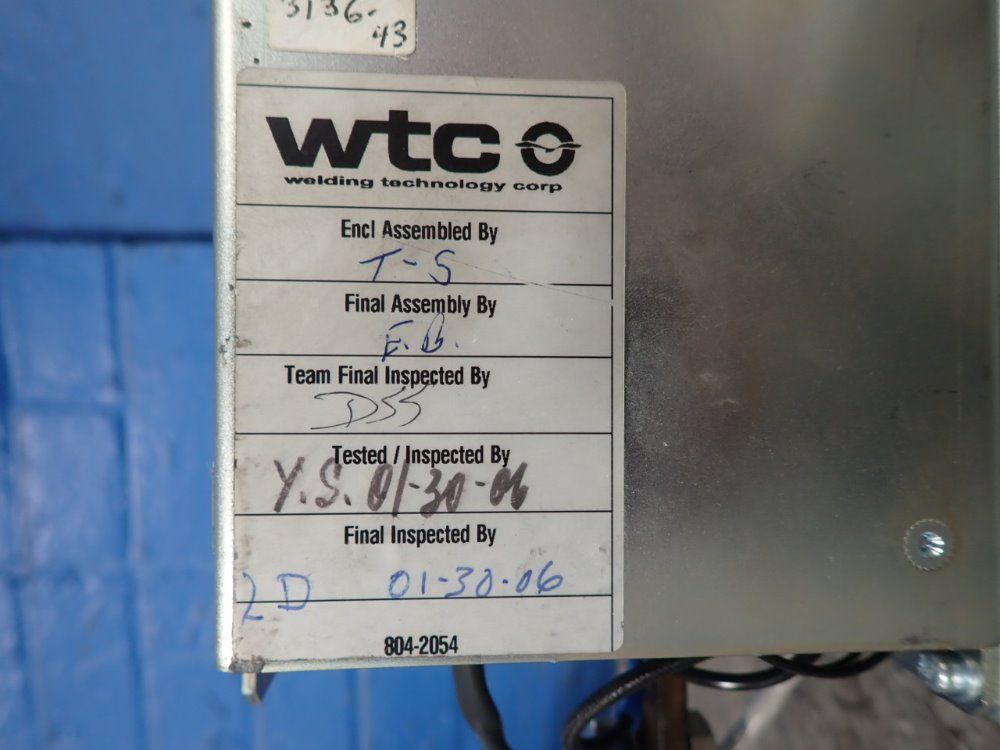 3136-
43
wtc
welding technology corp
Encl Assembled By
T-S
Final Assembly By
E.B.
Team Final Inspected By
DSS
Tested / Inspected By
Y.S. 01-30-06
Final Inspected By
LD 01-30-06
804-2054